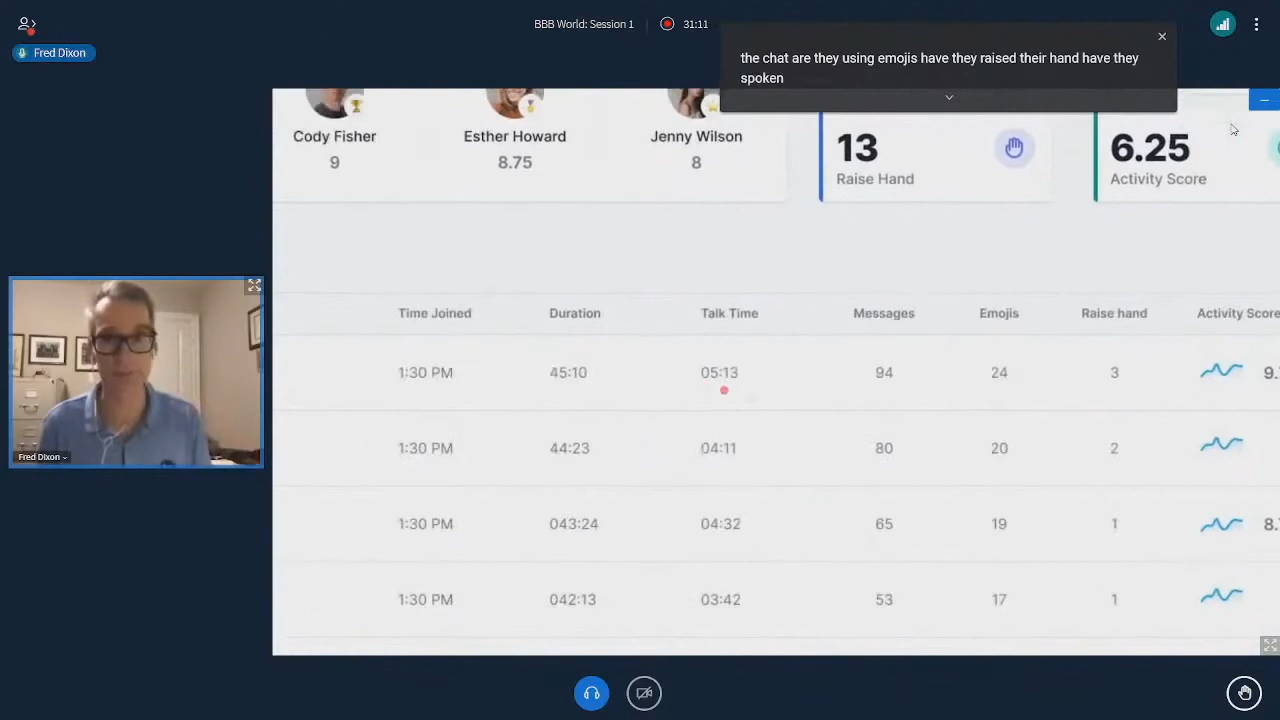 BBB World: Session 1
31:11
Fred Dixon
the chat are they using emojis have they raised their hand have they
spoken
Cody Fisher
9
Esther Howard
8.75
Jenny Wilson
8
13
Raise Hand
6.25
Activity Score
Time Joined Duration Talk Time Messages Emojis Raise hand Activity Score
1:30 PM 45:10 05:13 94 24 3
1:30 PM 44:23 04:11 80 20 2
1:30 PM 043:24 04:32 65 19 1
1:30 PM 042:13 03:42 53 17 1
Fred Dixon